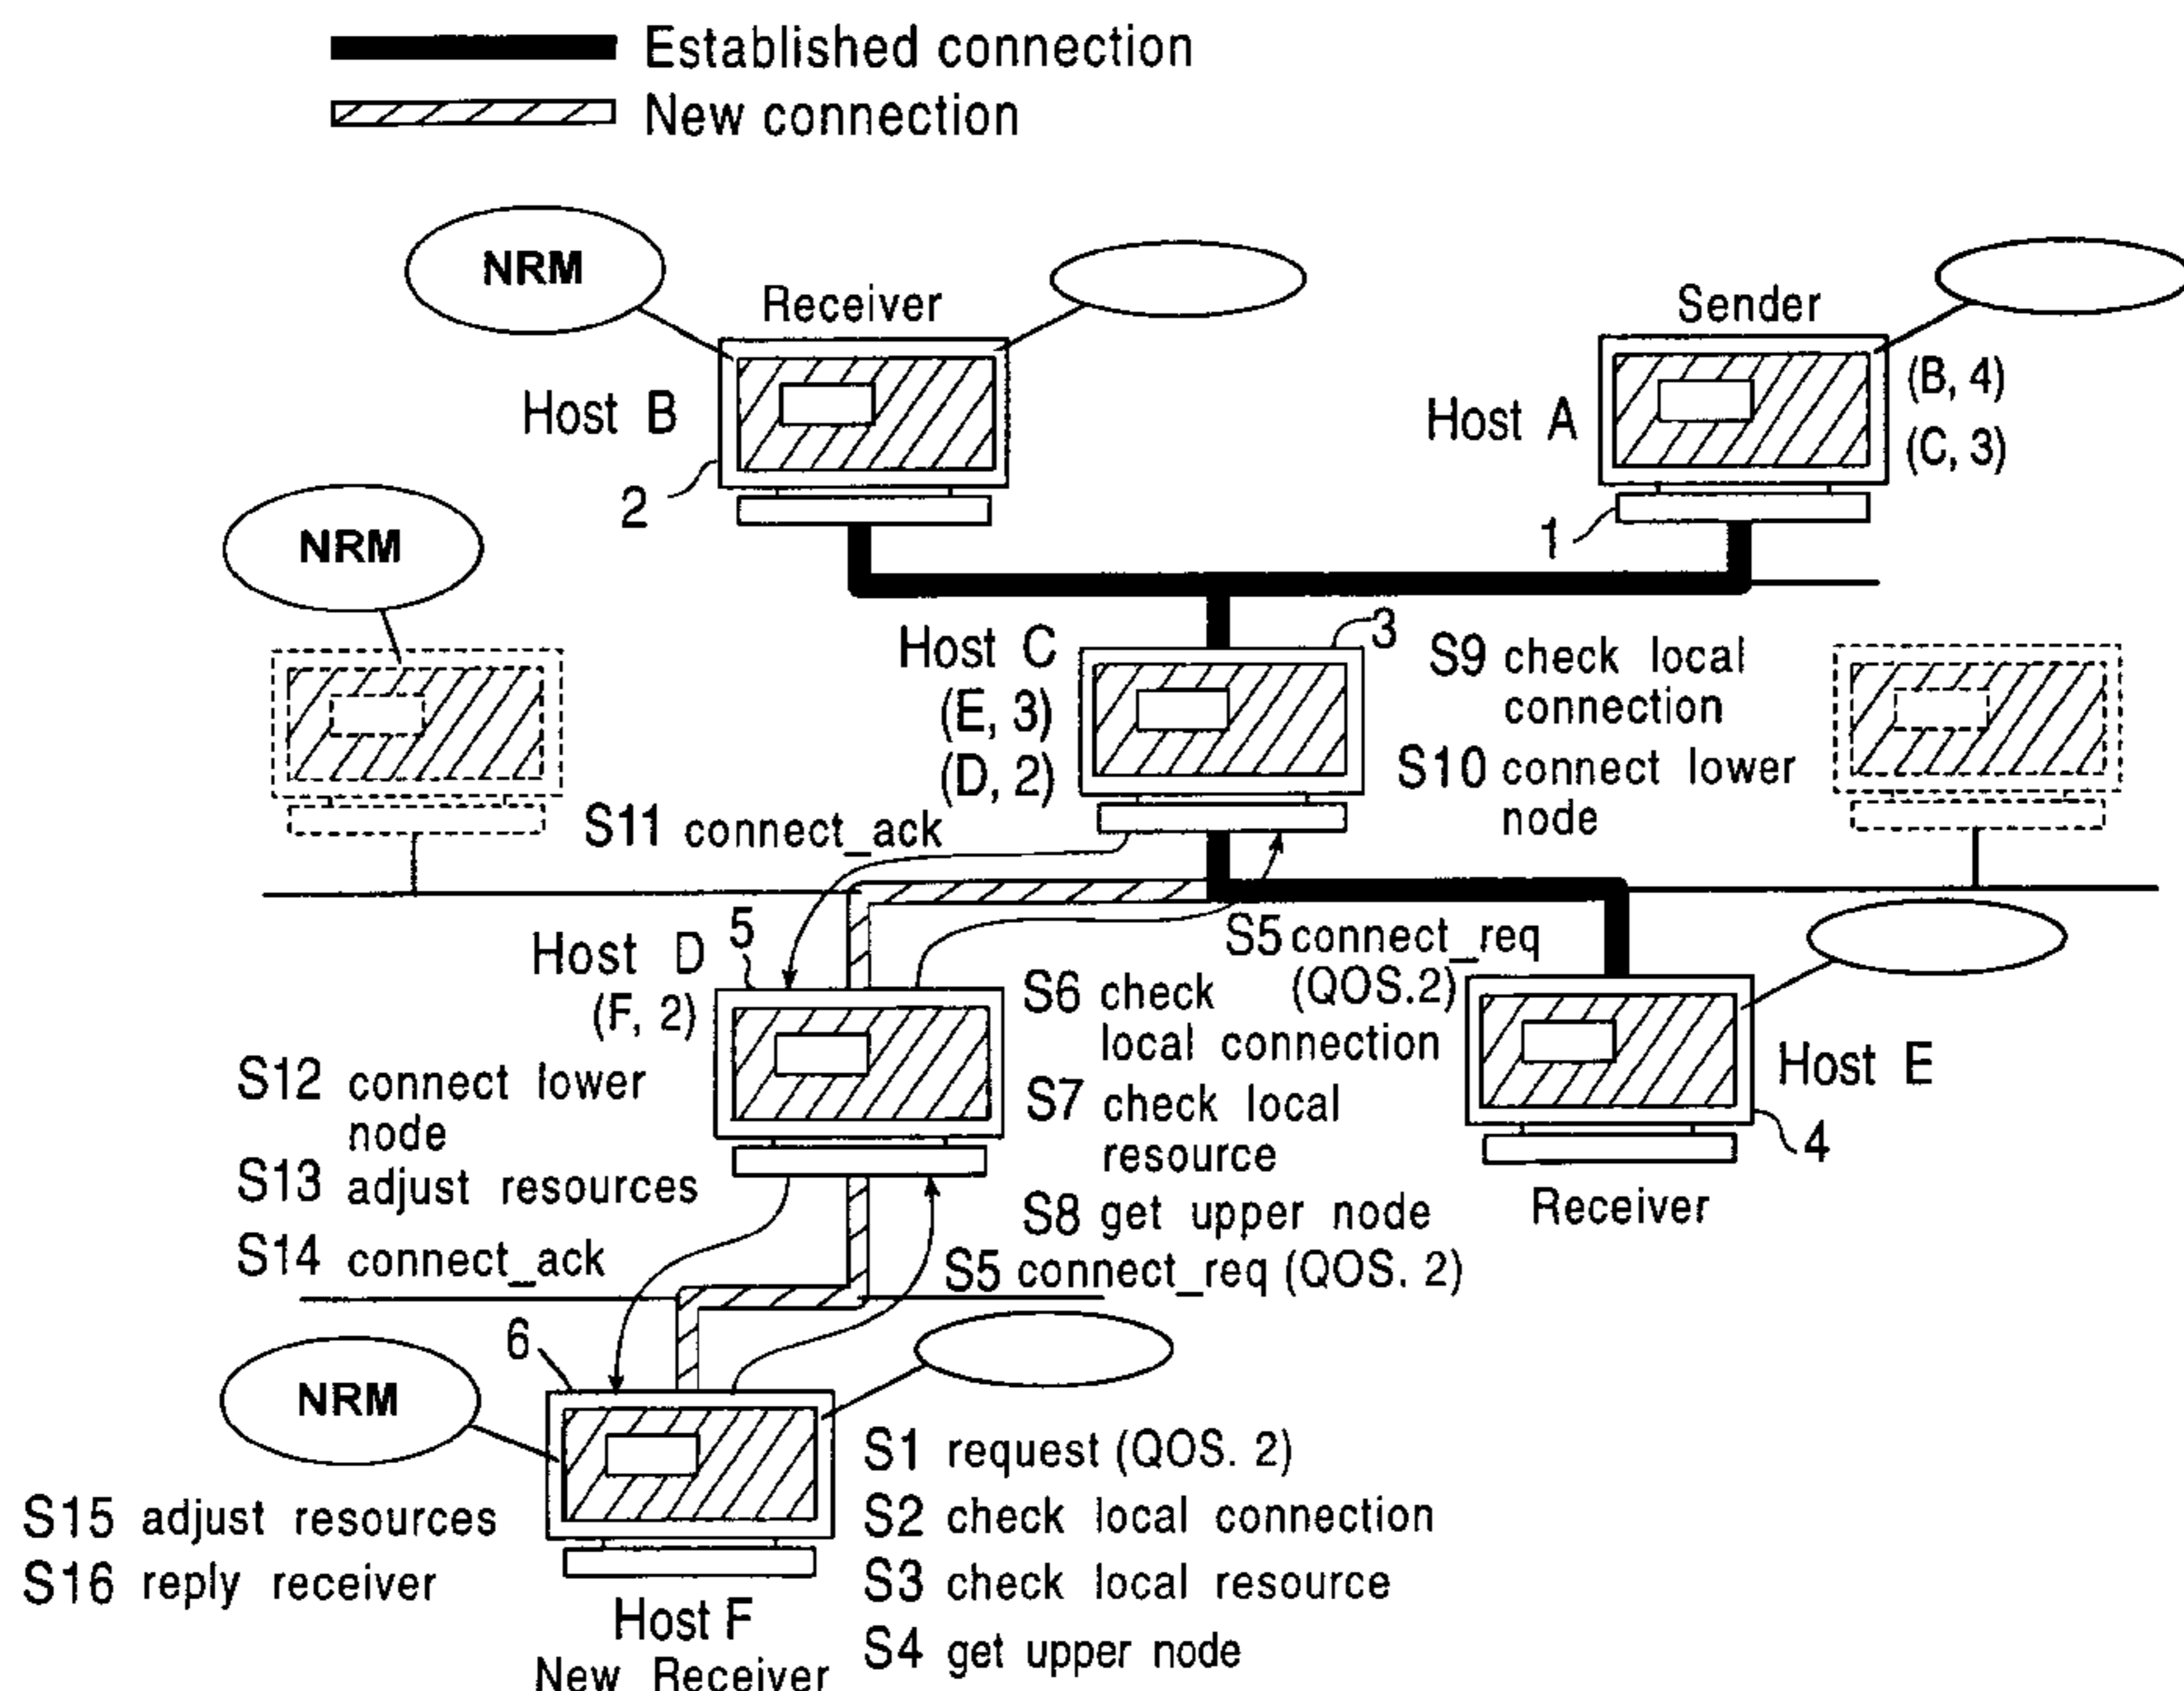 Established connection
New connection
NRM
Receiver
Sender
Host B
2
Host A
(B, 4)
(C, 3)
1
NRM
Host C
(E, 3)
(D, 2)
3
S9 check local
connection
S10 connect lower
node
S11 connect_ack
Host D
(F, 2)
5
S5 connect_req
(QOS.2)
S6 check
local connection
S7 check local
resource
S8 get upper node
Host E
4
Receiver
S12 connect lower
node
S13 adjust resources
S14 connect_ack
S5 connect_req (QOS. 2)
6
NRM
S1 request (QOS. 2)
S2 check local connection
S3 check local resource
S4 get upper node
S15 adjust resources
S16 reply receiver
Host F
New Receiver